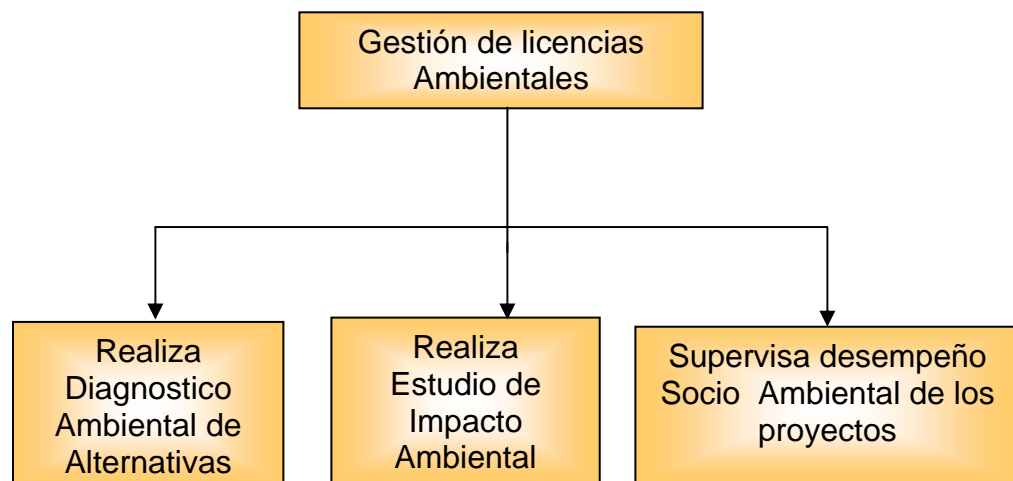 Gestión de licencias
Ambientales
Realiza
Diagnostico
Ambiental de
Alternativas
Realiza
Estudio de
Impacto
Ambiental
Supervisa desempeño
Socio Ambiental de los
proyectos